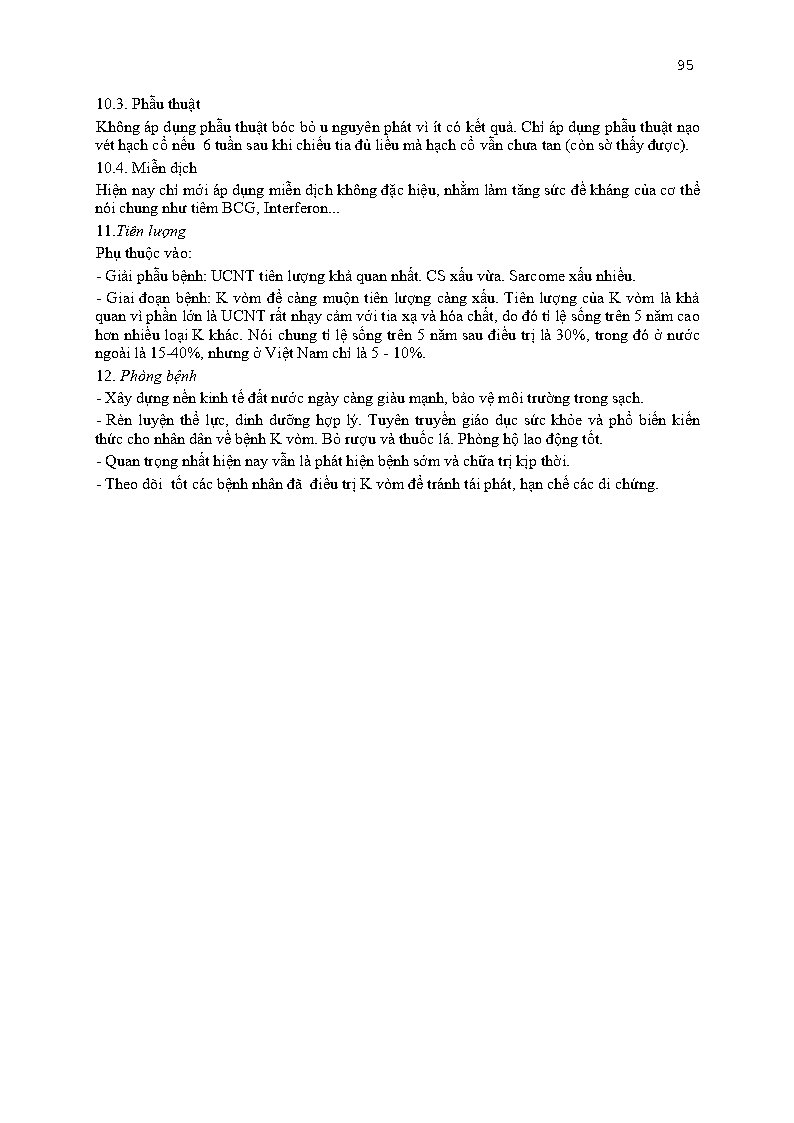 95
10.3. Phẫu thuật
Không áp dụng phẫu thuật bóc bỏ u nguyên phát vì ít có kết quả. Chỉ áp dụng phẫu thuật nạo
vét hạch cổ nếu  6 tuần sau khi chiếu tia đủ liều mà hạch cổ vẫn chưa tan (còn sờ thấy được).
10.4. Miễn dịch
Hiện nay chỉ mới áp dụng miễn dịch không đặc hiệu, nhằm làm tăng sức đề kháng của cơ thể
nói chung như tiêm BCG, Interferon...
11.Tiên lượng
Phụ thuộc vào:
- Giải phẫu bệnh: UCNT tiên lượng khả quan nhất. CS xấu vừa. Sarcome xấu nhiều.
- Giai đoạn bệnh: K vòm để càng muộn tiên lượng càng xấu. Tiên lượng của K vòm là khả
quan vì phần lớn là UCNT rất nhạy cảm với tia xạ và hóa chất, do đó tỉ lệ sống trên 5 năm cao
hơn nhiều loại K khác. Nói chung tỉ lệ sống trên 5 năm sau điều trị là 30%, trong đó ở nước
ngoài là 15-40%, nhưng ở Việt Nam chỉ là 5 - 10%.
12. Phòng bệnh
- Xây dựng nền kinh tế đất nước ngày càng giàu mạnh, bảo vệ môi trường trong sạch.
- Rèn luyện thể lực, dinh dưỡng hợp lý. Tuyên truyền giáo dục sức khỏe và phổ biến kiến
thức cho nhân dân về bệnh K vòm. Bỏ rượu và thuốc lá. Phòng hộ lao động tốt.
- Quan trọng nhất hiện nay vẫn là phát hiện bệnh sớm và chữa trị kịp thời.
- Theo dõi  tốt các bệnh nhân đã  điều trị K vòm để tránh tái phát, hạn chế các di chứng.